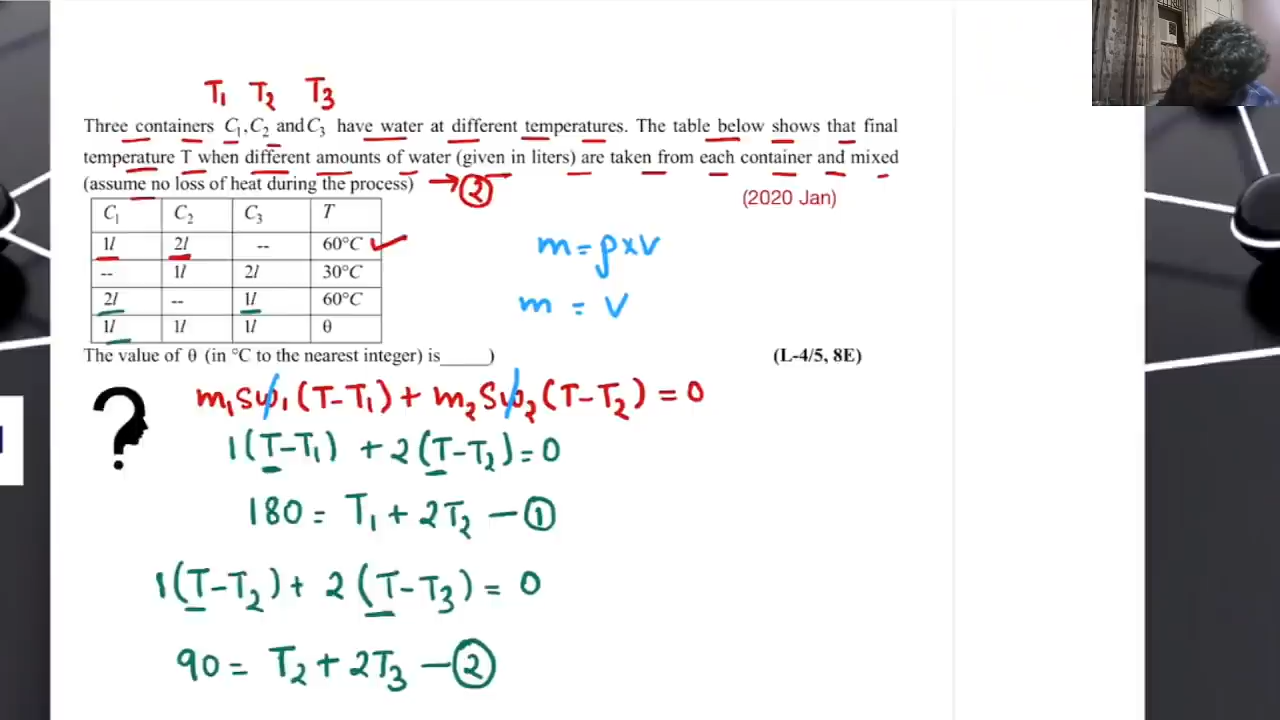 T₁ T₂ T₃
Three containers C₁,C₂ and C₃ have water at different temperatures. The table below shows that final
temperature T when different amounts of water (given in liters) are taken from each container and mixed
(assume no loss of heat during the process) → ②
(2020 Jan)
C₁ C₂ C₃ T
1l 2l -- 60°C ✓
-- 1l 2l 30°C
2l -- 1l 60°C
1l 1l 1l θ
m = ρ x v
m = v
The value of θ (in °C to the nearest integer) is_____)
(L-4/5, 8E)
m₁Sw₁(T-T₁) + m₂Sw₂(T-T₂) = 0
1(T-T₁) + 2(T-T₂) = 0
180 = T₁ + 2T₂ - ①
1(T-T₂) + 2(T-T₃) = 0
90 = T₂ + 2T₃ - ②